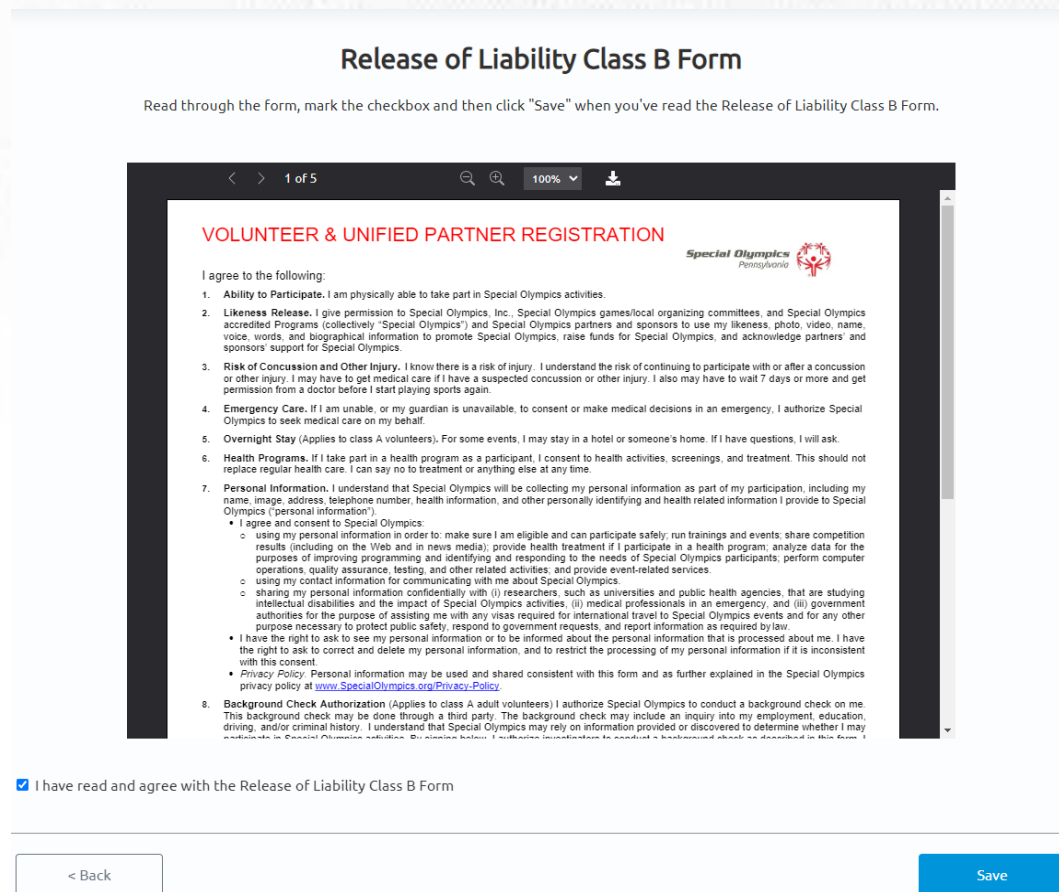 Release of Liability Class B Form
Read through the form, mark the checkbox and then click "Save" when you've read the Release of Liability Class B Form.
1 of 5
100%
VOLUNTEER & UNIFIED PARTNER REGISTRATION
Special Olympics
Pennsylvania
I agree to the following:
1. Ability to Participate. I am physically able to take part in Special Olympics activities.
2. Likeness Release. I give permission to Special Olympics, Inc., Special Olympics games/local organizing committees, and Special Olympics
accredited Programs (collectively “Special Olympics”) and Special Olympics partners and sponsors to use my likeness, photo, video, name,
voice, words, and biographical information to promote Special Olympics, raise funds for Special Olympics, and acknowledge partners’ and
sponsors’ support for Special Olympics.
3. Risk of Concussion and Other Injury. I know there is a risk of injury. I understand the risk of continuing to participate with or after a concussion
or other injury. I may have to get medical care if I have a suspected concussion or other injury. I also may have to wait 7 days or more and get
permission from a doctor before I start playing sports again.
4. Emergency Care. If I am unable, or my guardian is unavailable, to consent or make medical decisions in an emergency, I authorize Special
Olympics to seek medical care on my behalf.
5. Overnight Stay (Applies to class A volunteers). For some events, I may stay in a hotel or someone’s home. If I have questions, I will ask.
6. Health Programs. If I take part in a health program as a participant, I consent to health activities, screenings, and treatment. This should not
replace regular health care. I can say no to treatment or anything else at any time.
7. Personal Information. I understand that Special Olympics will be collecting my personal information as part of my participation, including my
name, image, address, telephone number, health information, and other personally identifying and health related information I provide to Special
Olympics (“personal information”).
• I agree and consent to Special Olympics:
o using my personal information in order to: make sure I am eligible and can participate safely; run trainings and events; share competition
results (including on the Web and in news media); provide health treatment if I participate in a health program; analyze data for the
purposes of improving programming and identifying and responding to the needs of Special Olympics participants; perform computer
operations, quality assurance, testing, and other related activities; and provide event-related services.
o using my contact information for communicating with me about Special Olympics.
o sharing my personal information confidentially with (i) researchers, such as universities and public health agencies, that are studying
intellectual disabilities and the impact of Special Olympics activities, (ii) medical professionals in an emergency, and (iii) government
authorities for the purpose of assisting me with any visas required for international travel to Special Olympics events and for any other
purpose necessary to protect public safety, respond to government requests, and report information as required by law.
• I have the right to ask to see my personal information or to be informed about the personal information that is processed about me. I have
the right to ask to correct and delete my personal information, and to restrict the processing of my personal information if it is inconsistent
with this consent.
• Privacy Policy. Personal information may be used and shared consistent with this form and as further explained in the Special Olympics
privacy policy at www.SpecialOlympics.org/Privacy-Policy.
8. Background Check Authorization (Applies to class A adult volunteers) I authorize Special Olympics to conduct a background check on me.
This background check may be done through a third party. The background check may include an inquiry into my employment, education,
driving, and/or criminal history. I understand that Special Olympics may rely on information provided or discovered to determine whether I may
participate in Special Olympics activities. By signing below, I authorize investigators to conduct a background check as described in this form. I
I have read and agree with the Release of Liability Class B Form
< Back
Save